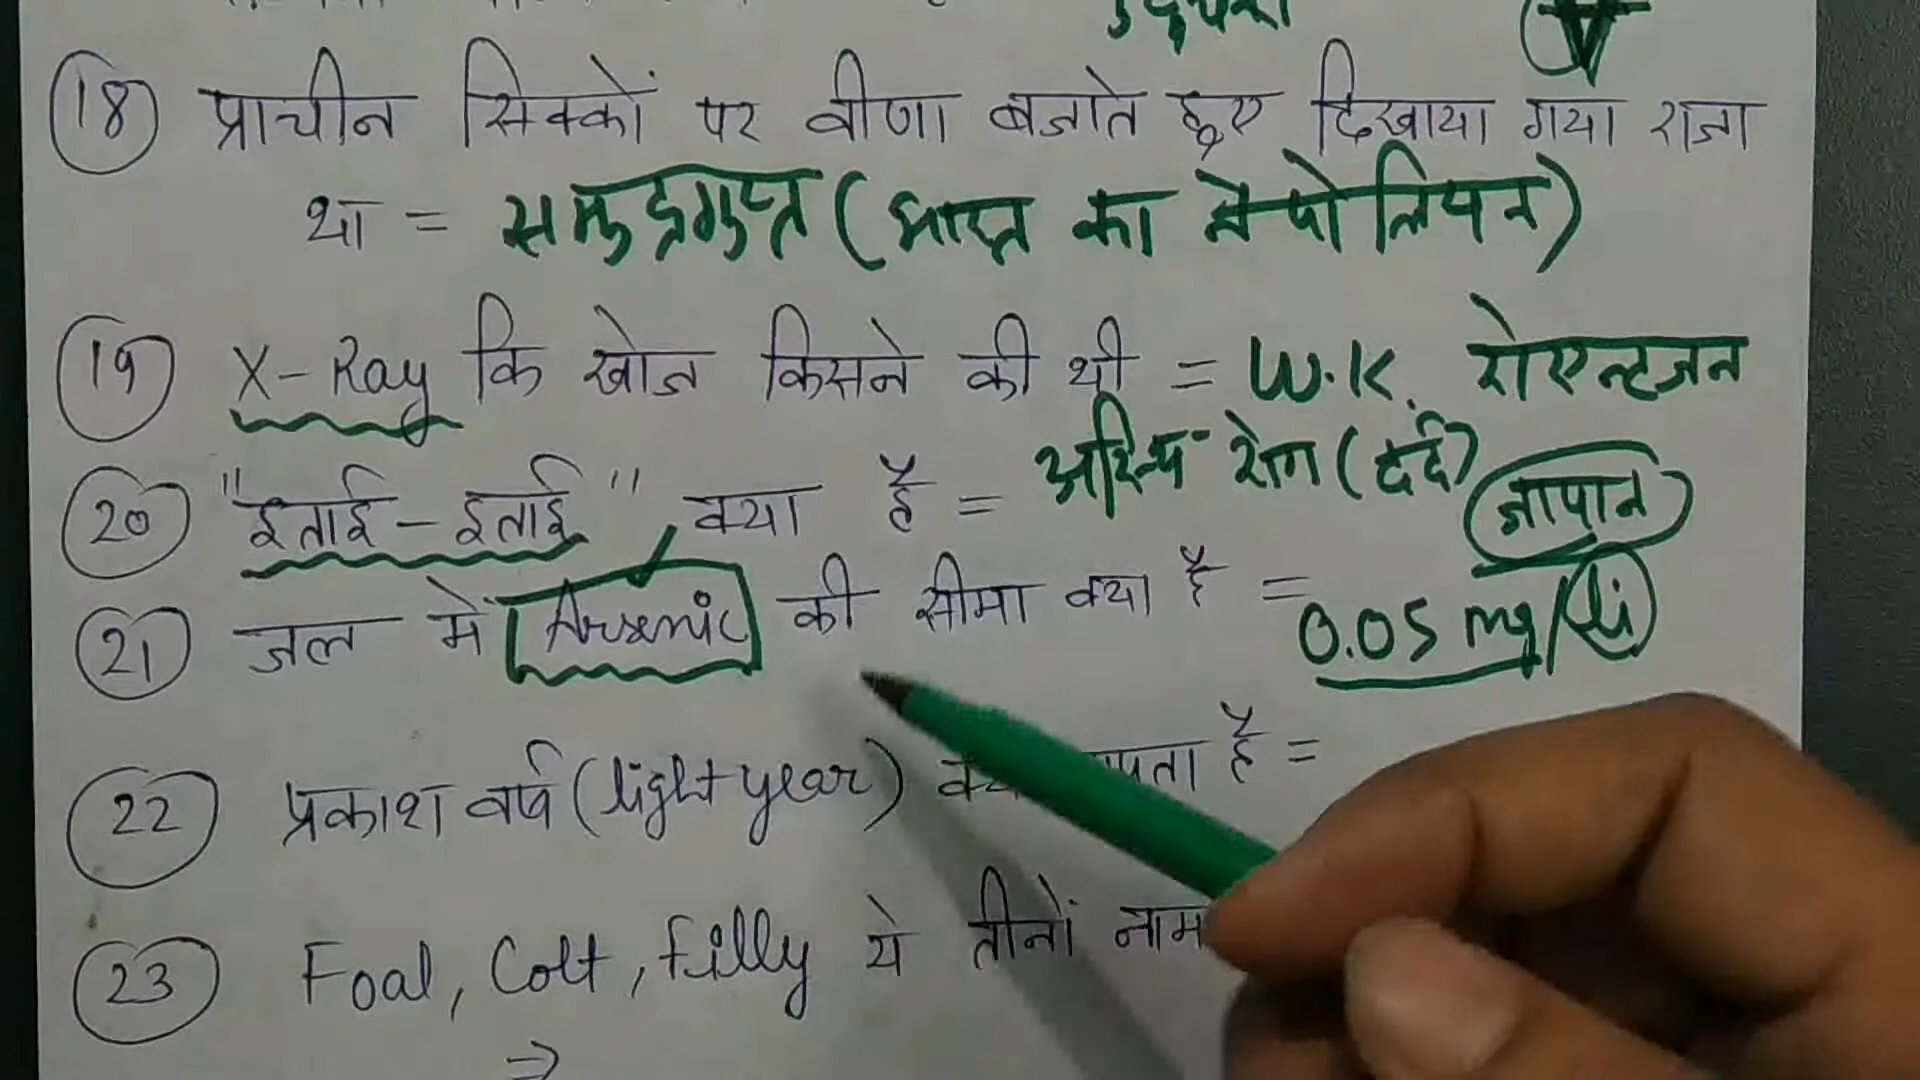 18 प्राचीन सिक्कों पर वीणा बजाते हुए दिखाया गया राजा
था = समुद्रगुप्त (भारत का नेपोलियन)
19 X-Ray कि खोज किसने की थी = W.K. रोएन्टजन
20 "इताई-इताई", क्या है = अस्थि रोग (दर्द) जापान
21 जल में Arsenic की सीमा क्या है = 0.05 mg/li
22 प्रकाश वर्ष (light year) है =
23 Foal, Colt, Filly ये तीनों नाम
⇒